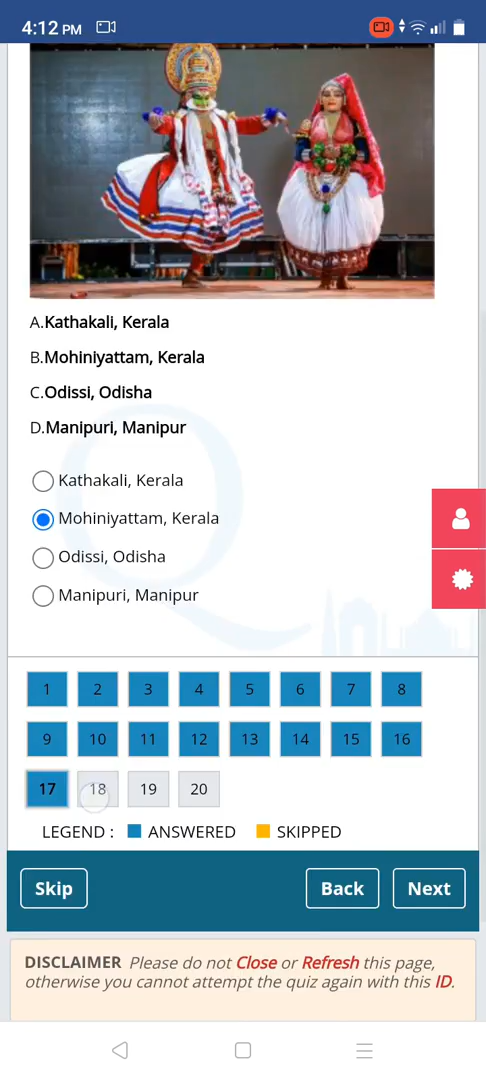 4:12 PM
A.Kathakali, Kerala
B.Mohiniyattam, Kerala
C.Odissi, Odisha
D.Manipuri, Manipur
Kathakali, Kerala
Mohiniyattam, Kerala
Odissi, Odisha
Manipuri, Manipur
1 2 3 4 5 6 7 8
9 10 11 12 13 14 15 16
17 18 19 20
LEGEND : ANSWERED SKIPPED
Skip Back Next
DISCLAIMER Please do not Close or Refresh this page,
otherwise you cannot attempt the quiz again with this ID.